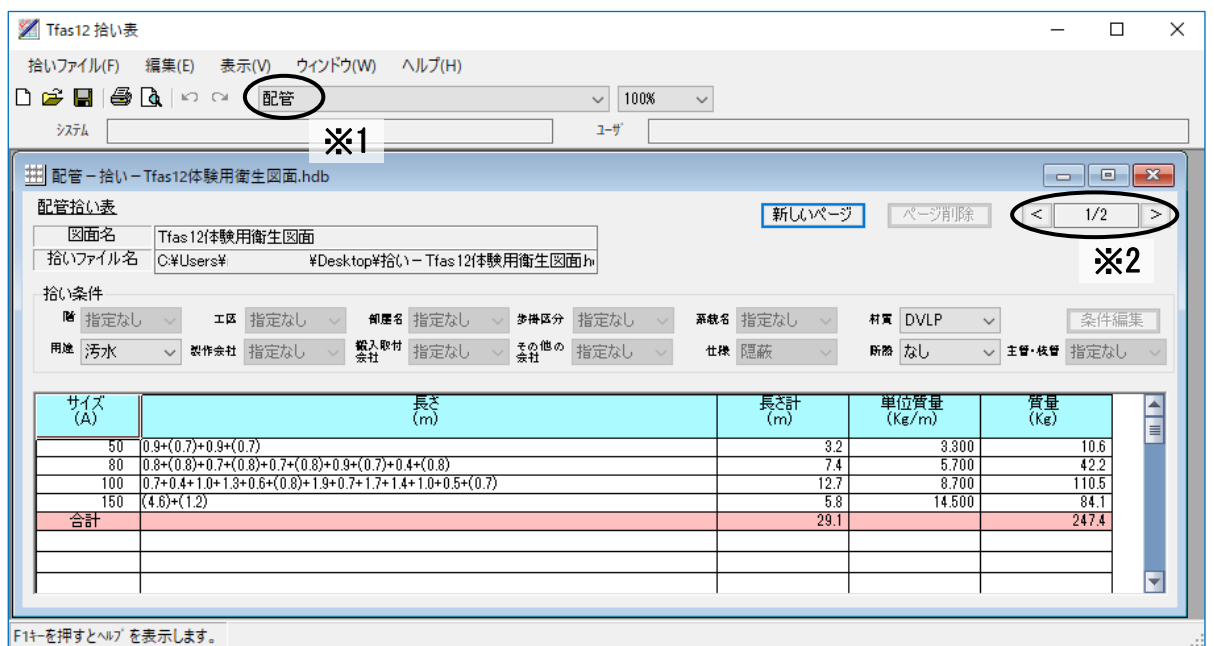 Tfas12 拾い表
拾いファイル(F) 編集(E) 表示(V) ウィンドウ(W) ヘルプ(H)
配管 100%
※1
システム ユーザ
配管－拾い－Tfas12体験用衛生図面.hdb
配管拾い表 新しいページ ページ削除 < 1/2 >
※2
図面名 Tfas12体験用衛生図面
拾いファイル名 C:¥Users¥ ¥Desktop¥拾い－Tfas12体験用衛生図面.h
拾い条件
階 指定なし 工区 指定なし 部屋名 指定なし 歩掛区分 指定なし 系統名 指定なし 材質 DVLP 条件編集
用途 汚水 製作会社 指定なし 搬入取付会社 指定なし その他の会社 指定なし 仕様 隠蔽 断熱 なし 主管・枝管 指定なし
サイズ(A) 長さ(m) 長さ計(m) 単位質量(Kg/m) 質量(Kg)
50 0.9+(0.7)+0.9+(0.7) 3.2 3.300 10.6
80 0.8+(0.8)+0.7+(0.8)+0.7+(0.8)+0.9+(0.7)+0.4+(0.8) 7.4 5.700 42.2
100 0.7+0.4+1.0+1.3+0.6+(0.8)+1.9+0.7+1.7+1.4+1.0+0.5+(0.7) 12.7 8.700 110.5
150 (4.6)+(1.2) 5.8 14.500 84.1
合計 29.1 247.4
F1キーを押すとヘルプを表示します。